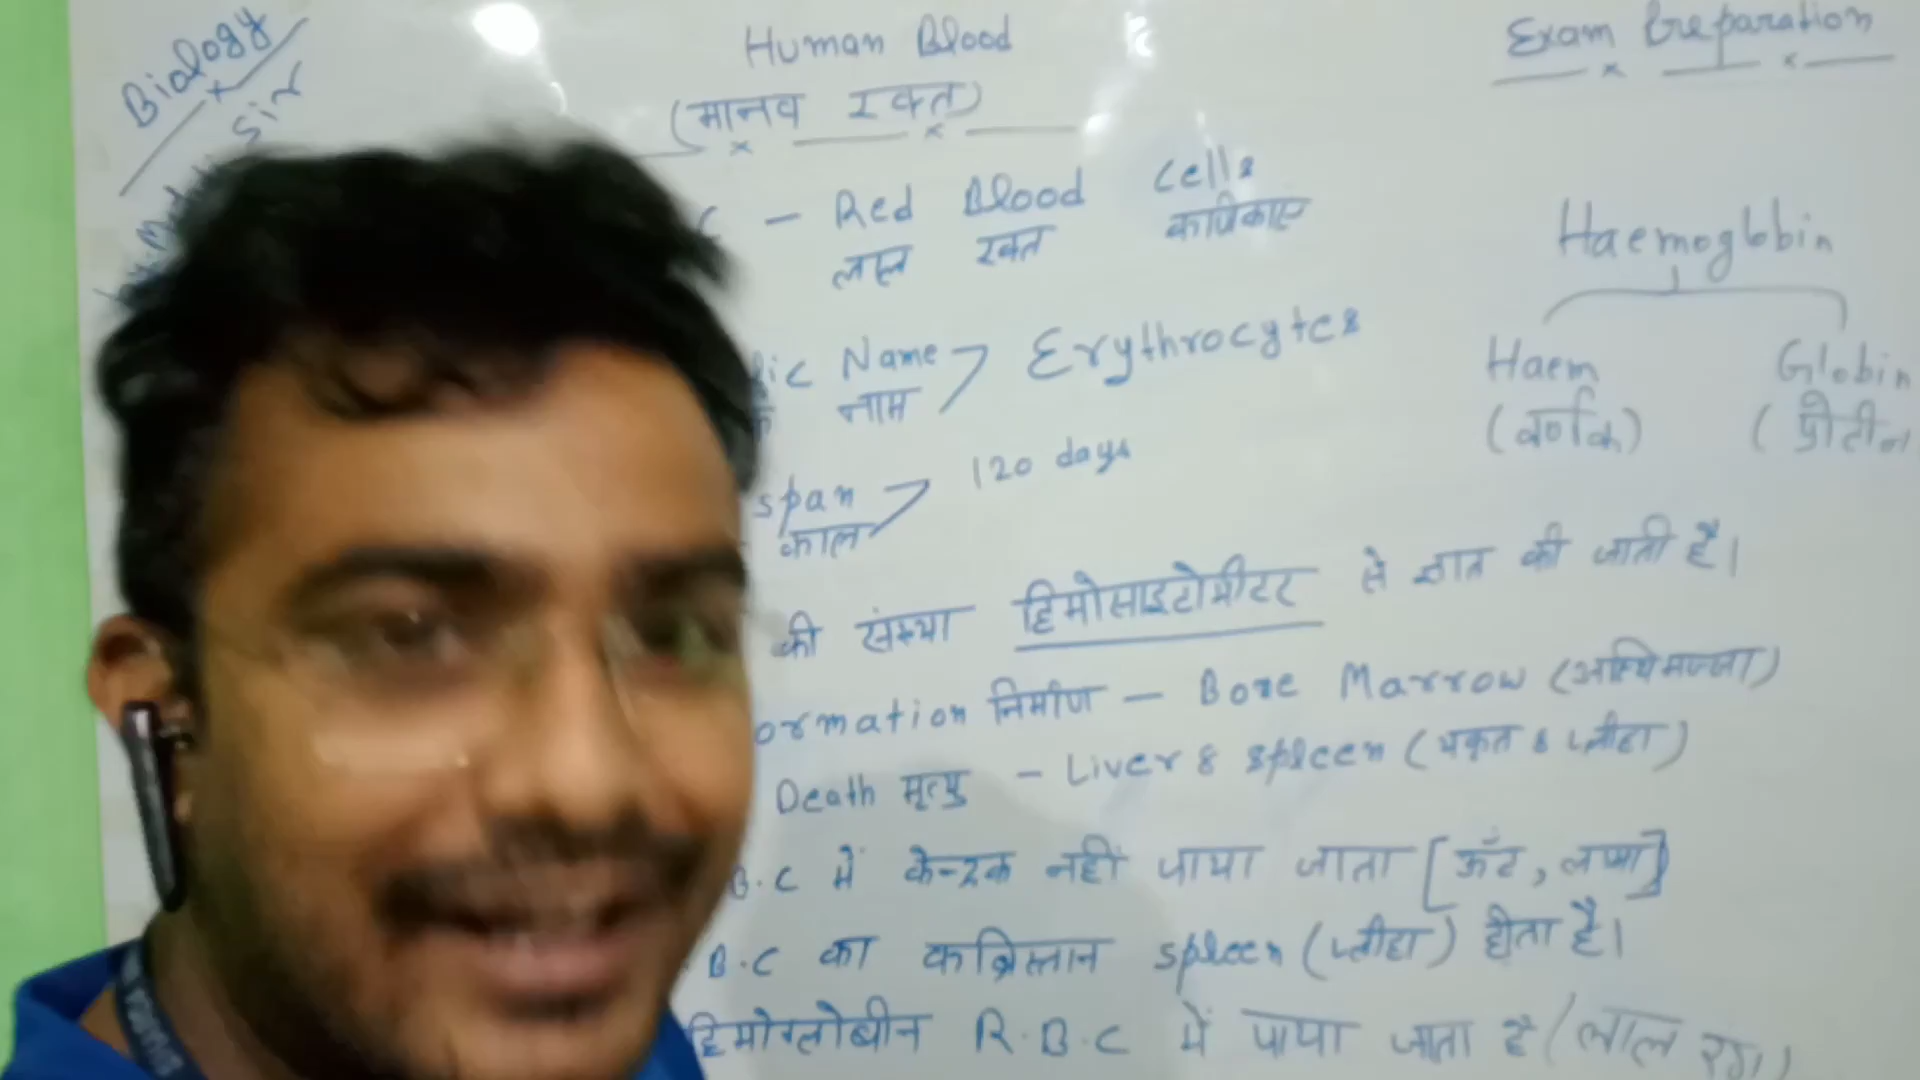 Biology
Sir
Human Blood
(मानव रक्त)
Exam Preparation
C - Red Blood Cells
लाल रक्त कणिकाए
Name → Erythrocytes
नाम
span → 120 days
काल
की संख्या हिमोसाइटोमीटर से ज्ञात की जाती है।
ormation निर्माण - Bone Marrow (अस्थिमज्जा)
Death मृत्यु - Liver & spleen (यकृत & प्लीहा)
B.C में केन्द्रक नहीं पाया जाता [ऊँट, लामा]
B.C का कब्रिस्तान spleen (प्लीहा) होता है।
हिमोग्लोबीन R.B.C में पाया जाता है (लाल रंग)
Haemoglobin
Haem Globin
(वर्णक) (प्रोटीन